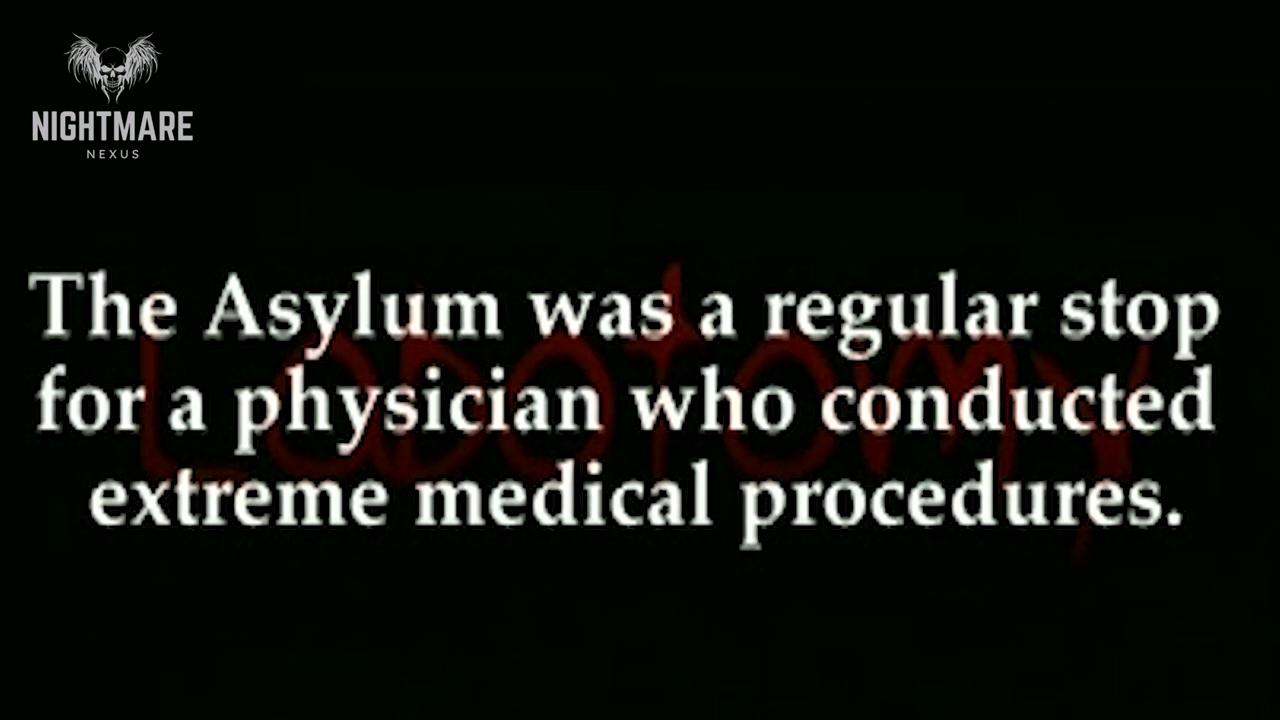 NIGHTMARE
NEXUS
The Asylum was a regular stop
for a physician who conducted
extreme medical procedures.
Lobotomy